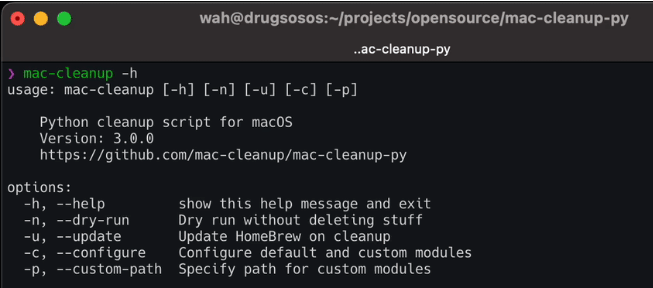 wah@drugsosos:~/projects/opensource/mac-cleanup-py
..ac-cleanup-py
❯ mac-cleanup -h
usage: mac-cleanup [-h] [-n] [-u] [-c] [-p]
Python cleanup script for macOS
Version: 3.0.0
https://github.com/mac-cleanup/mac-cleanup-py
options:
-h, --help show this help message and exit
-n, --dry-run Dry run without deleting stuff
-u, --update Update HomeBrew on cleanup
-c, --configure Configure default and custom modules
-p, --custom-path Specify path for custom modules